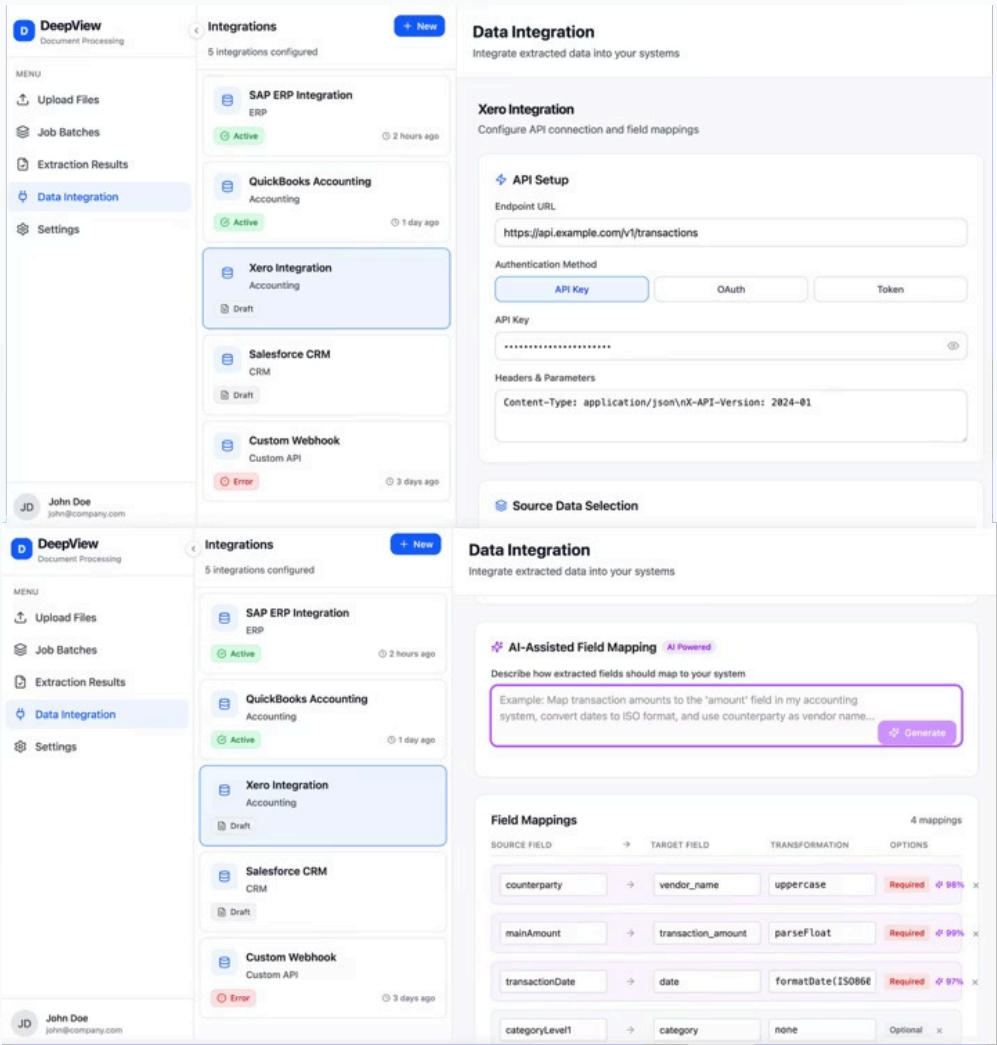 D
DeepView
Document Processing
MENU
Upload Files
Job Batches
Extraction Results
Data Integration
Settings
JD
John Doe
john@company.com
Integrations
+ New
5 integrations configured
SAP ERP Integration
ERP
Active
2 hours ago
QuickBooks Accounting
Accounting
Active
1 day ago
Xero Integration
Accounting
Draft
Salesforce CRM
CRM
Draft
Custom Webhook
Custom API
Error
3 days ago
Data Integration
Integrate extracted data into your systems
Xero Integration
Configure API connection and field mappings
API Setup
Endpoint URL
https://api.example.com/v1/transactions
Authentication Method
API Key
OAuth
Token
API Key
Headers & Parameters
Content-Type: application/json\nX-API-Version: 2024-01
Source Data Selection
D
DeepView
Document Processing
MENU
Upload Files
Job Batches
Extraction Results
Data Integration
Settings
JD
John Doe
john@company.com
Integrations
+ New
5 integrations configured
SAP ERP Integration
ERP
Active
2 hours ago
QuickBooks Accounting
Accounting
Active
1 day ago
Xero Integration
Accounting
Draft
Salesforce CRM
CRM
Draft
Custom Webhook
Custom API
Error
3 days ago
Data Integration
Integrate extracted data into your systems
AI-Assisted Field Mapping AI Powered
Describe how extracted fields should map to your system
Example: Map transaction amounts to the 'amount' field in my accounting
system, convert dates to ISO format, and use counterparty as vendor name...
Generate
Field Mappings 4 mappings
SOURCE FIELD → TARGET FIELD TRANSFORMATION OPTIONS
counterparty → vendor_name uppercase Required 98% ×
mainAmount → transaction_amount parseFloat Required 99% ×
transactionDate → date formatDate(ISO860 Required 97% ×
categoryLevel1 → category none Optional ×